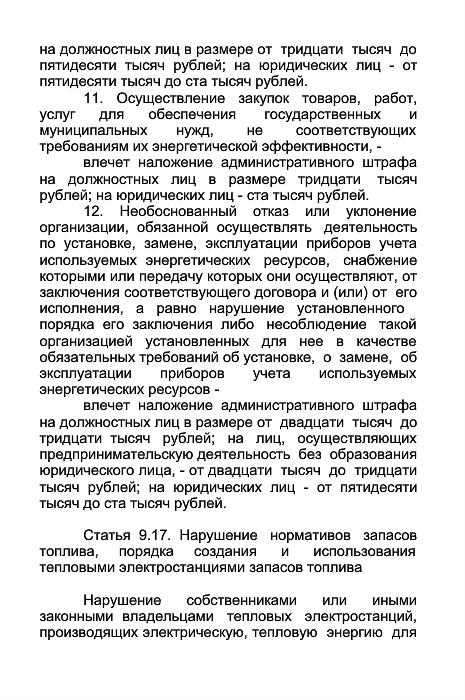 на должностных лиц в размере от тридцати тысяч до
пятидесяти тысяч рублей; на юридических лиц - от
пятидесяти тысяч до ста тысяч рублей.
11. Осуществление закупок товаров, работ,
услуг для обеспечения государственных и
муниципальных нужд, не соответствующих
требованиям их энергетической эффективности, -
влечет наложение административного штрафа
на должностных лиц в размере тридцати тысяч
рублей; на юридических лиц - ста тысяч рублей.
12. Необоснованный отказ или уклонение
организации, обязанной осуществлять деятельность
по установке, замене, эксплуатации приборов учета
используемых энергетических ресурсов, снабжение
которыми или передачу которых они осуществляют, от
заключения соответствующего договора и (или) от его
исполнения, а равно нарушение установленного
порядка его заключения либо несоблюдение такой
организацией установленных для нее в качестве
обязательных требований об установке, о замене, об
эксплуатации приборов учета используемых
энергетических ресурсов -
влечет наложение административного штрафа
на должностных лиц в размере от двадцати тысяч до
тридцати тысяч рублей; на лиц, осуществляющих
предпринимательскую деятельность без образования
юридического лица, - от двадцати тысяч до тридцати
тысяч рублей; на юридических лиц - от пятидесяти
тысяч до ста тысяч рублей.
Статья 9.17. Нарушение нормативов запасов
топлива, порядка создания и использования
тепловыми электростанциями запасов топлива
Нарушение собственниками или иными
законными владельцами тепловых электростанций,
производящих электрическую, тепловую энергию для